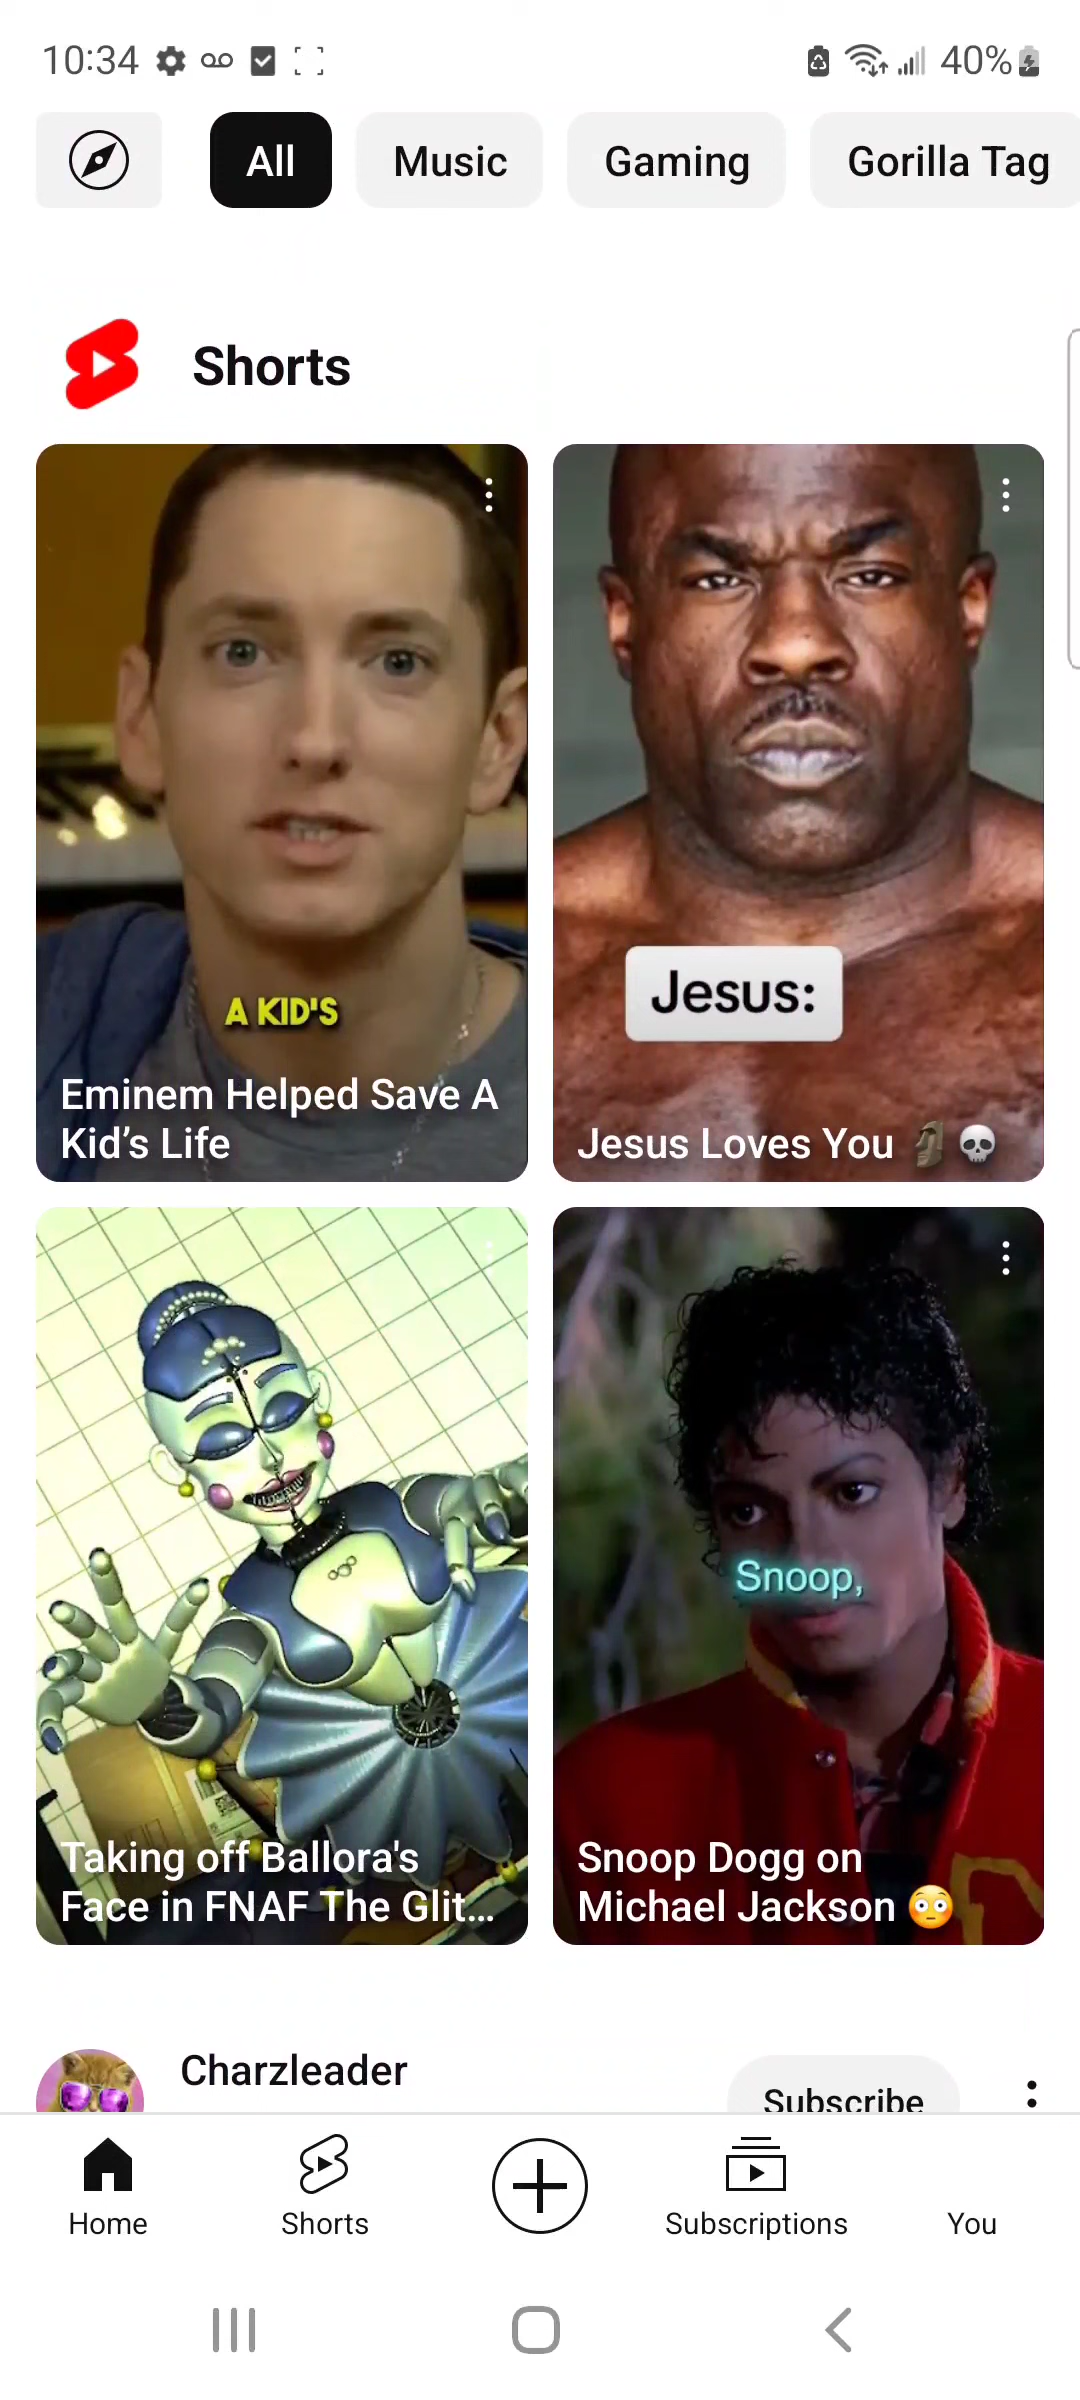 10:34
40%
All
Music
Gaming
Gorilla Tag
Shorts
A KID'S
Eminem Helped Save A
Kid’s Life
Jesus:
Jesus Loves You 🗿 💀
Taking off Ballora's
Face in FNAF The Glit...
Snoop,
Snoop Dogg on
Michael Jackson 😳
Charzleader
Subscribe
Home
Shorts
Subscriptions
You